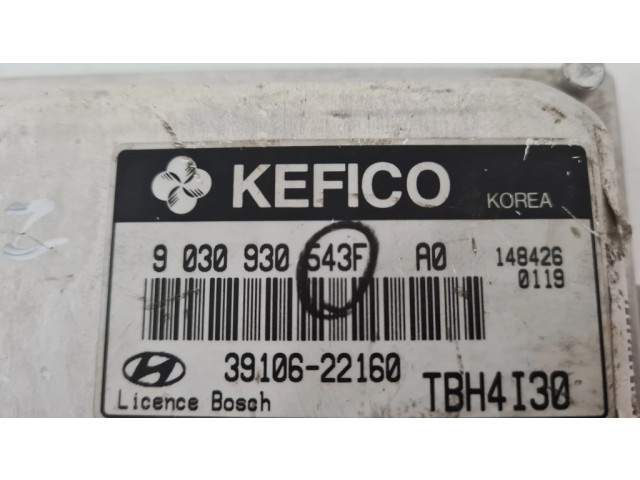 KEFICO KOREA
9 030 930 543F A0 148426
0119
39106-22160
Licence Bosch TBH4I30